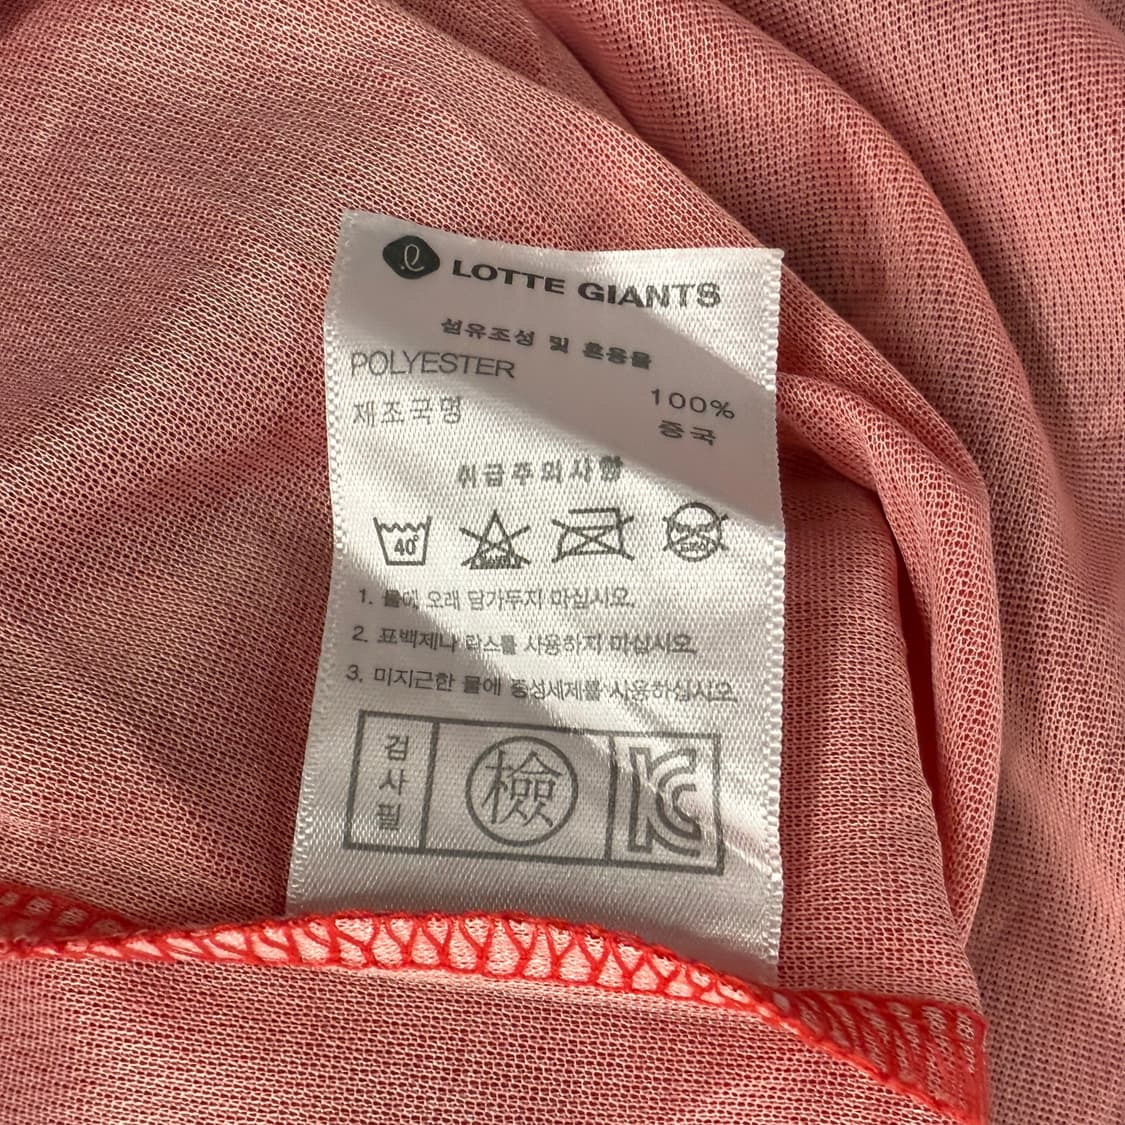 LOTTE GIANTS
섬유조성 및 혼용율
POLYESTER 100%
제조국명 중국
취급주의사항
40°
1. 물에 오래 담가두지 마십시오.
2. 표백제나 락스를 사용하지 마십시오.
3. 미지근한 물에 중성세제를 사용하십시오.
검사필 檢 KC